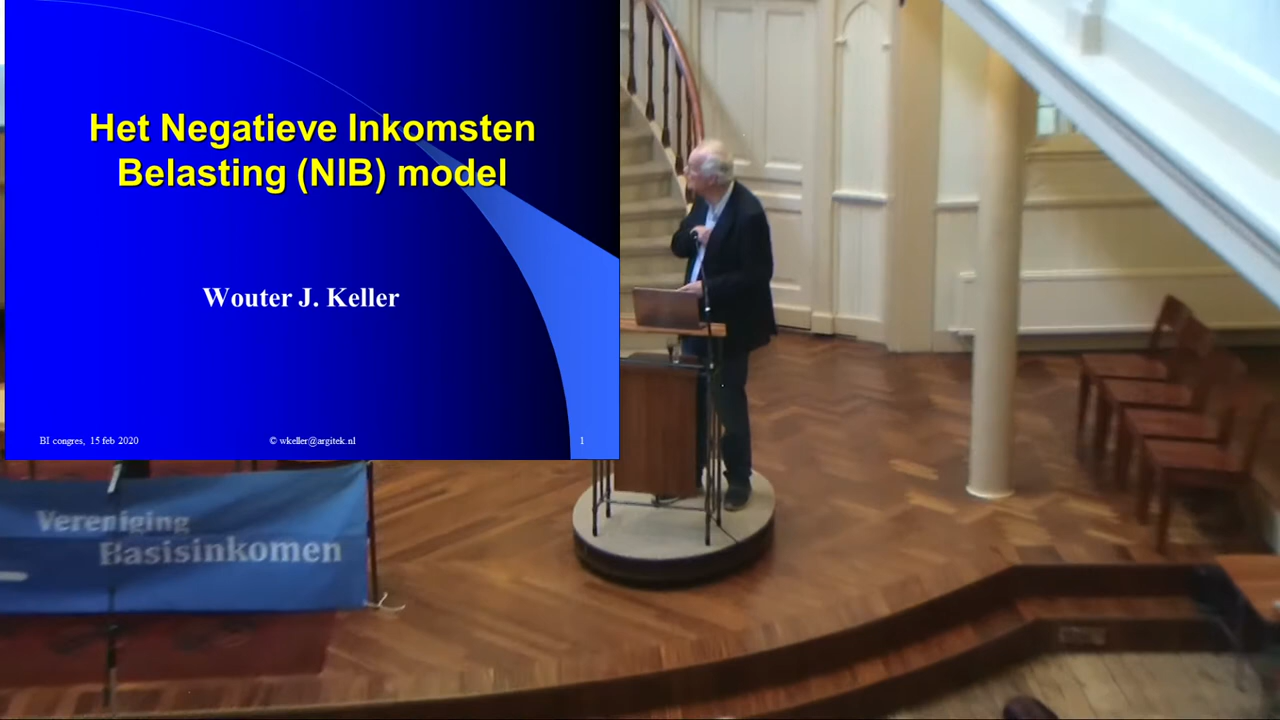 Het Negatieve Inkomsten
Belasting (NIB) model
Wouter J. Keller
BI congres, 15 feb 2020
© wkeller@argitek.nl
1
Vereniging
Basisinkomen